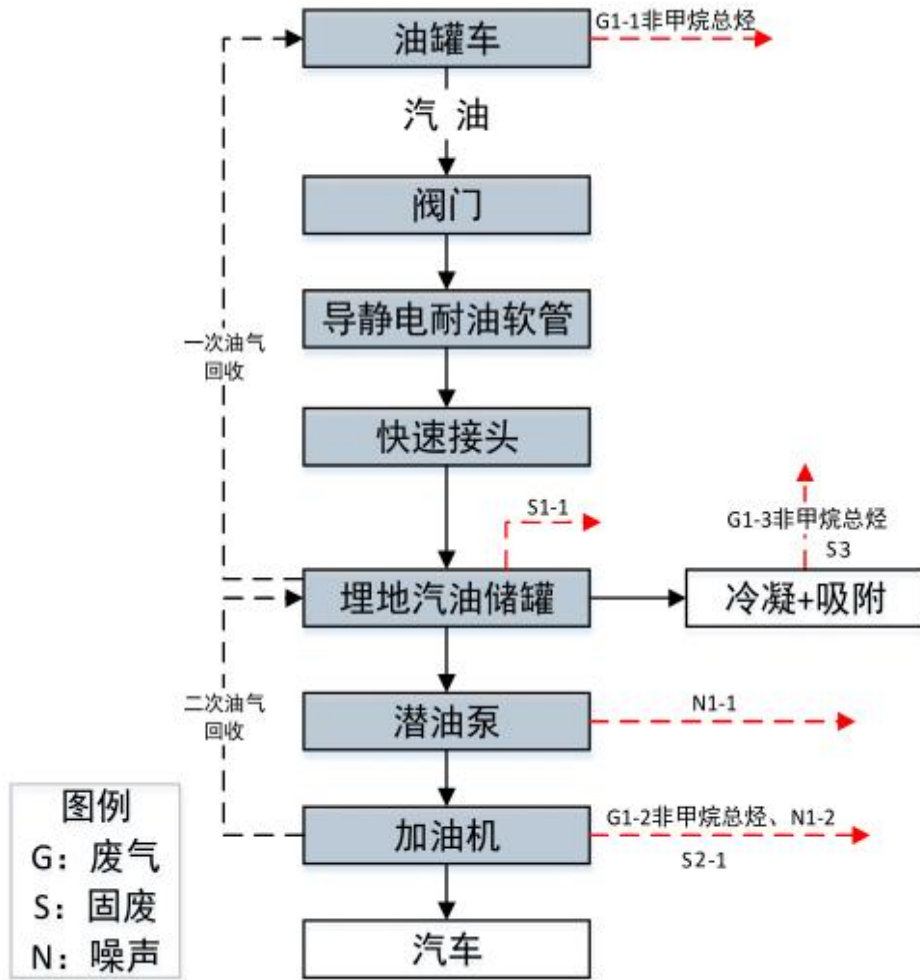 油罐车
G1-1非甲烷总烃
汽 油
阀门
导静电耐油软管
一次油气
回收
快速接头
S1-1
G1-3非甲烷总烃
S3
埋地汽油储罐
冷凝+吸附
二次油气
回收
潜油泵
N1-1
加油机
G1-2非甲烷总烃、N1-2
S2-1
汽车
图例
G：废气
S：固废
N：噪声